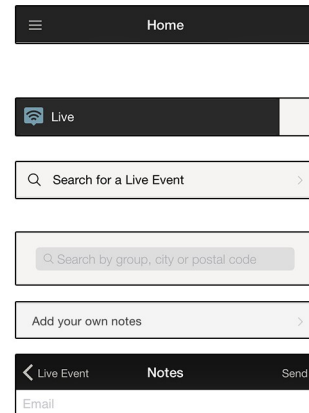 Home
Live
Search for a Live Event
Search by group, city or postal code
Add your own notes
Live Event Notes Send
Email